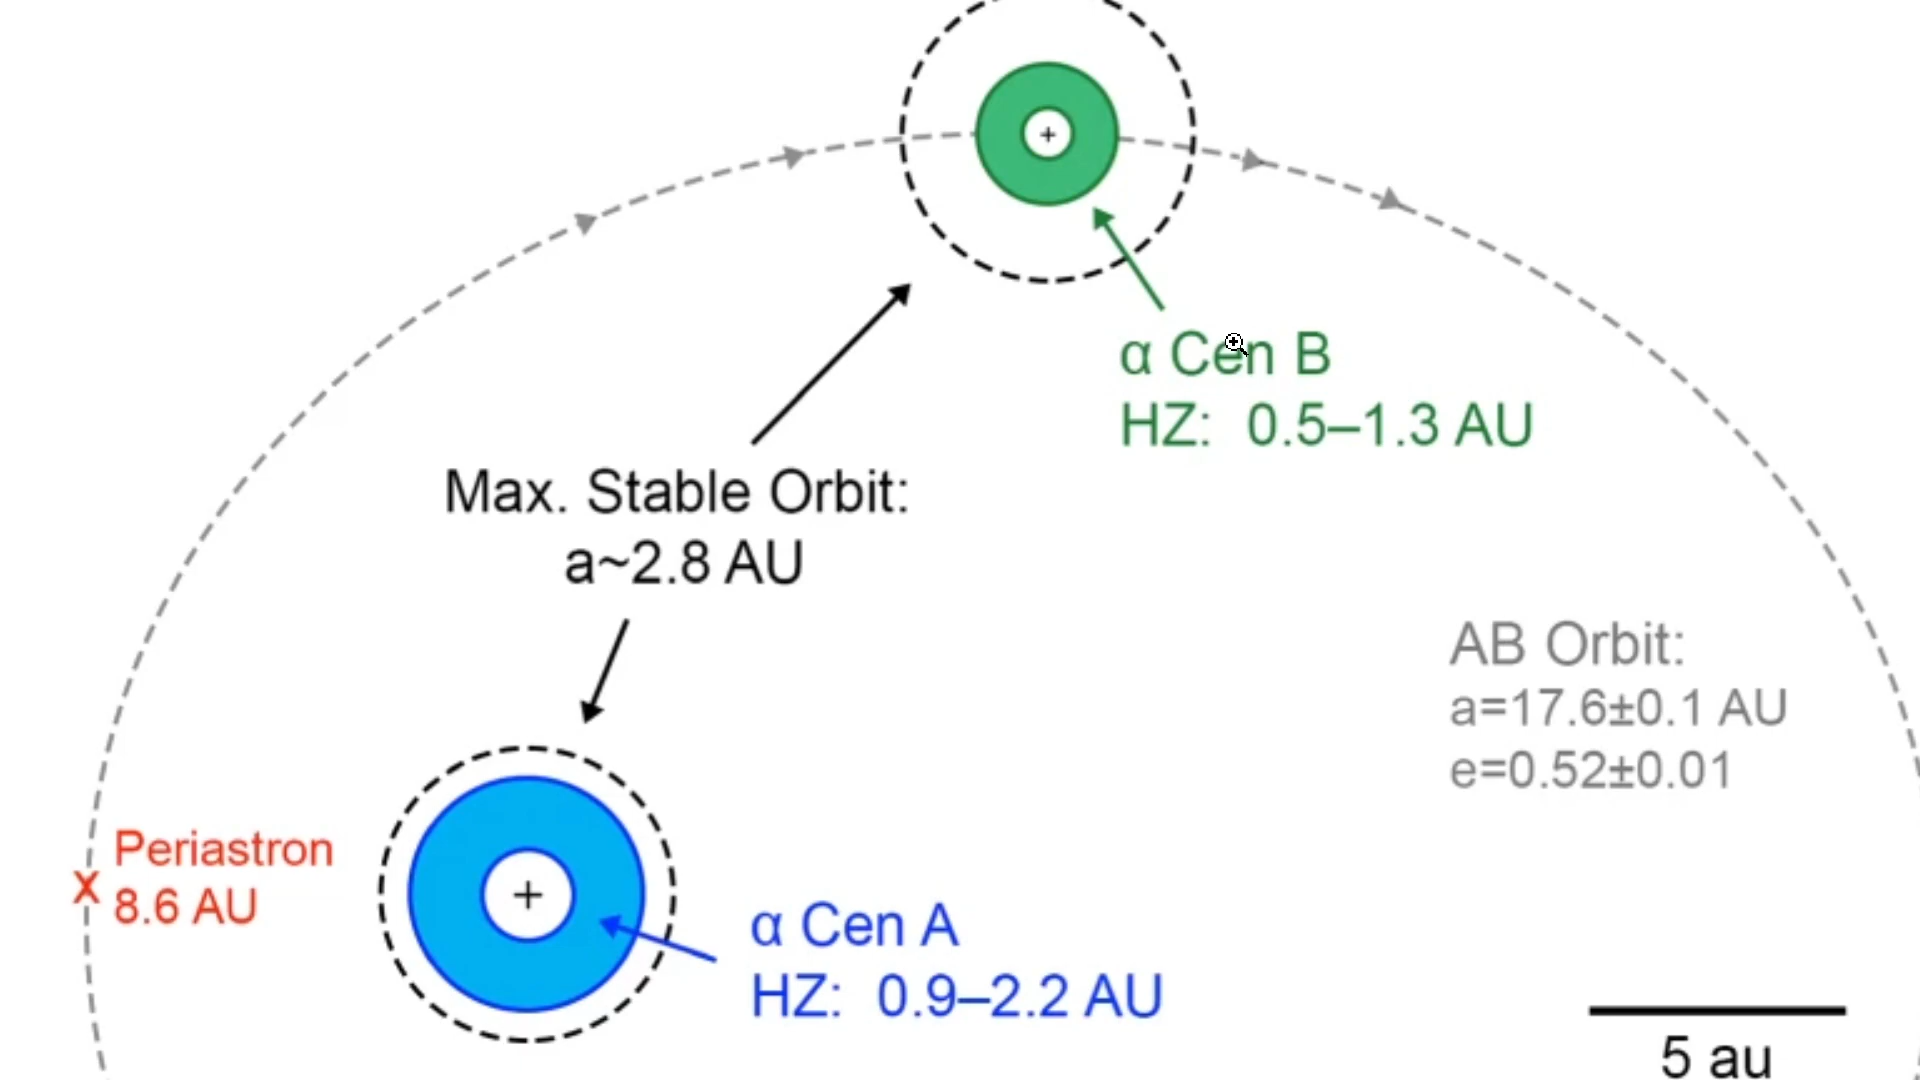 α Cen B
HZ: 0.5–1.3 AU
Max. Stable Orbit:
a~2.8 AU
AB Orbit:
a=17.6±0.1 AU
e=0.52±0.01
Periastron
x 8.6 AU
α Cen A
HZ: 0.9–2.2 AU
5 au